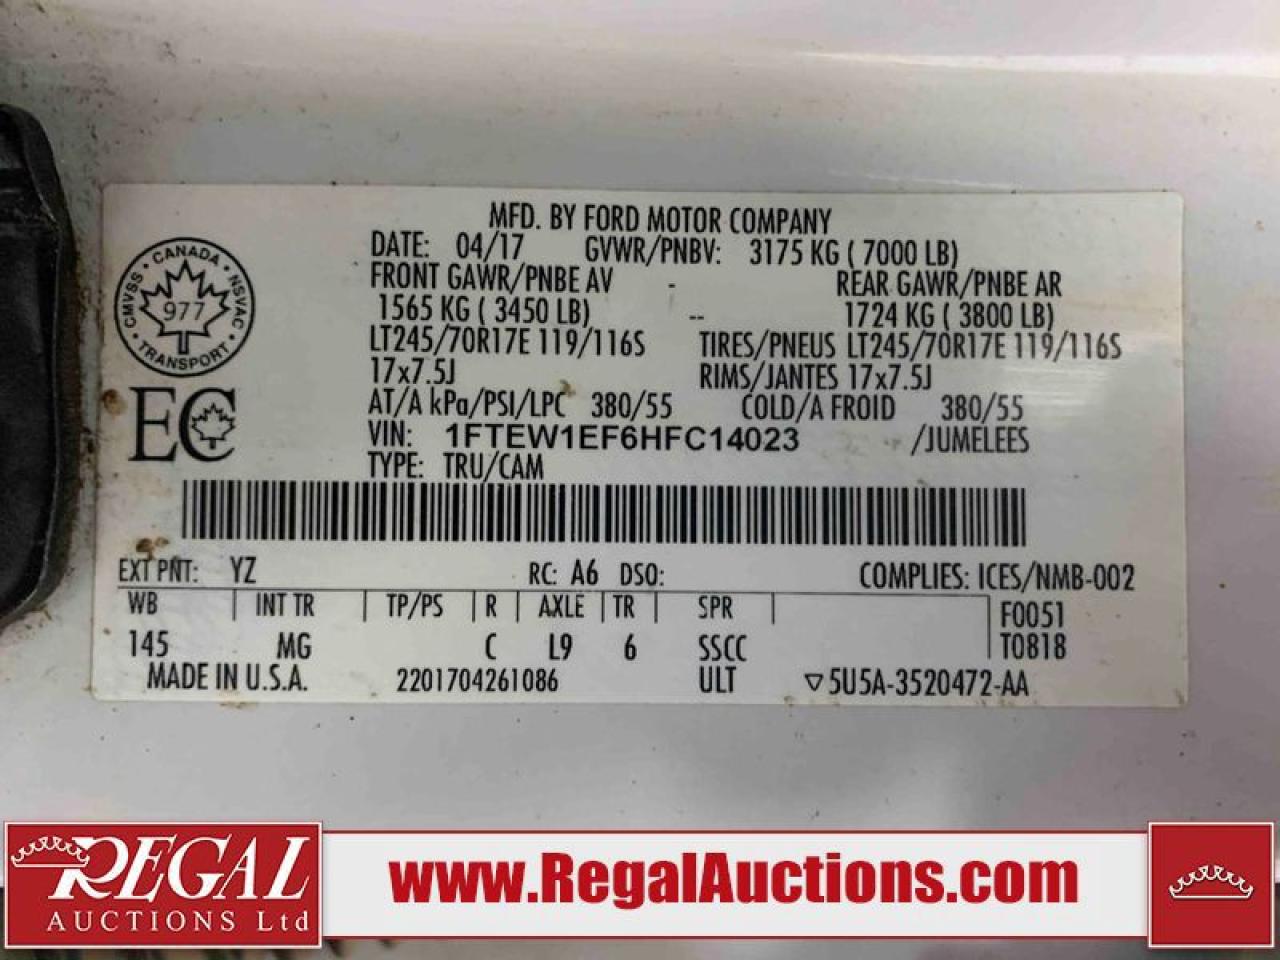 MFD. BY FORD MOTOR COMPANY
DATE: 04/17 GVWR/PNBV: 3175 KG ( 7000 LB)
FRONT GAWR/PNBE AV - REAR GAWR/PNBE AR
1565 KG ( 3450 LB) -- 1724 KG ( 3800 LB)
LT245/70R17E 119/116S TIRES/PNEUS LT245/70R17E 119/116S
17x7.5J RIMS/JANTES 17x7.5J
AT/A kPa/PSI/LPC 380/55 COLD/A FROID 380/55
VIN: 1FTEW1EF6HFC14023 /JUMELEES
TYPE: TRU/CAM
CANADA
CMVSS NSVAC
977
TRANSPORT
EC
EXT PNT: YZ RC: A6 DSO: COMPLIES: ICES/NMB-002
WB INT TR TP/PS R AXLE TR SPR F0051
145 MG C L9 6 SSCC T0818
MADE IN U.S.A. 2201704261086 ULT ▽5U5A-3520472-AA
REGAL
AUCTIONS Ltd
www.RegalAuctions.com